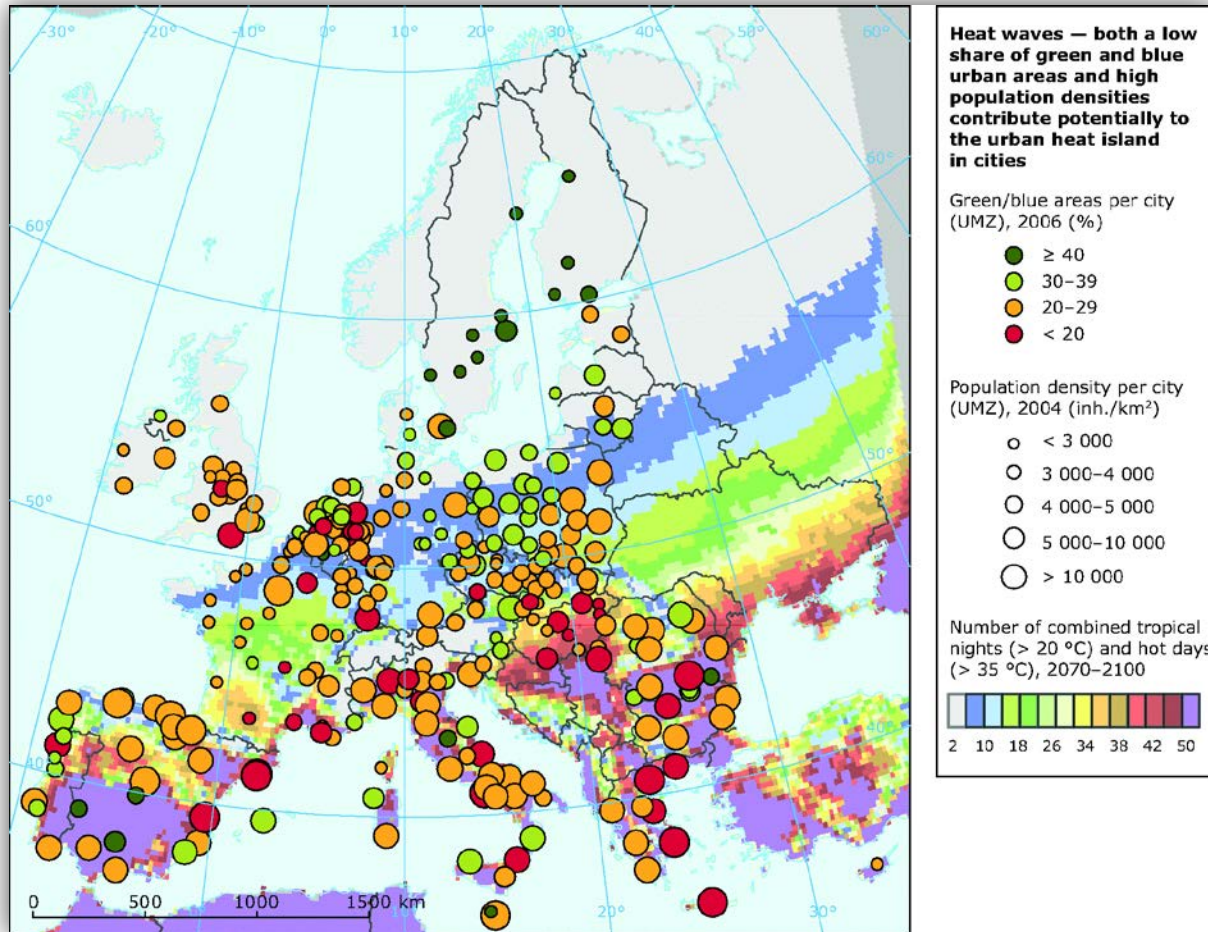 -30°
-20°
-10°
0°
10°
20°
30°
40°
50°
60°
60°
60°
50°
50°
40°
40°
0°
10°
20°
30°
0 500 1000 1500 km
Heat waves — both a low
share of green and blue
urban areas and high
population densities
contribute potentially to
the urban heat island
in cities
Green/blue areas per city
(UMZ), 2006 (%)
≥ 40
30–39
20–29
< 20
Population density per city
(UMZ), 2004 (inh./km²)
< 3 000
3 000–4 000
4 000–5 000
5 000–10 000
> 10 000
Number of combined tropical
nights (> 20 °C) and hot days
(> 35 °C), 2070–2100
2 10 18 26 34 38 42 50